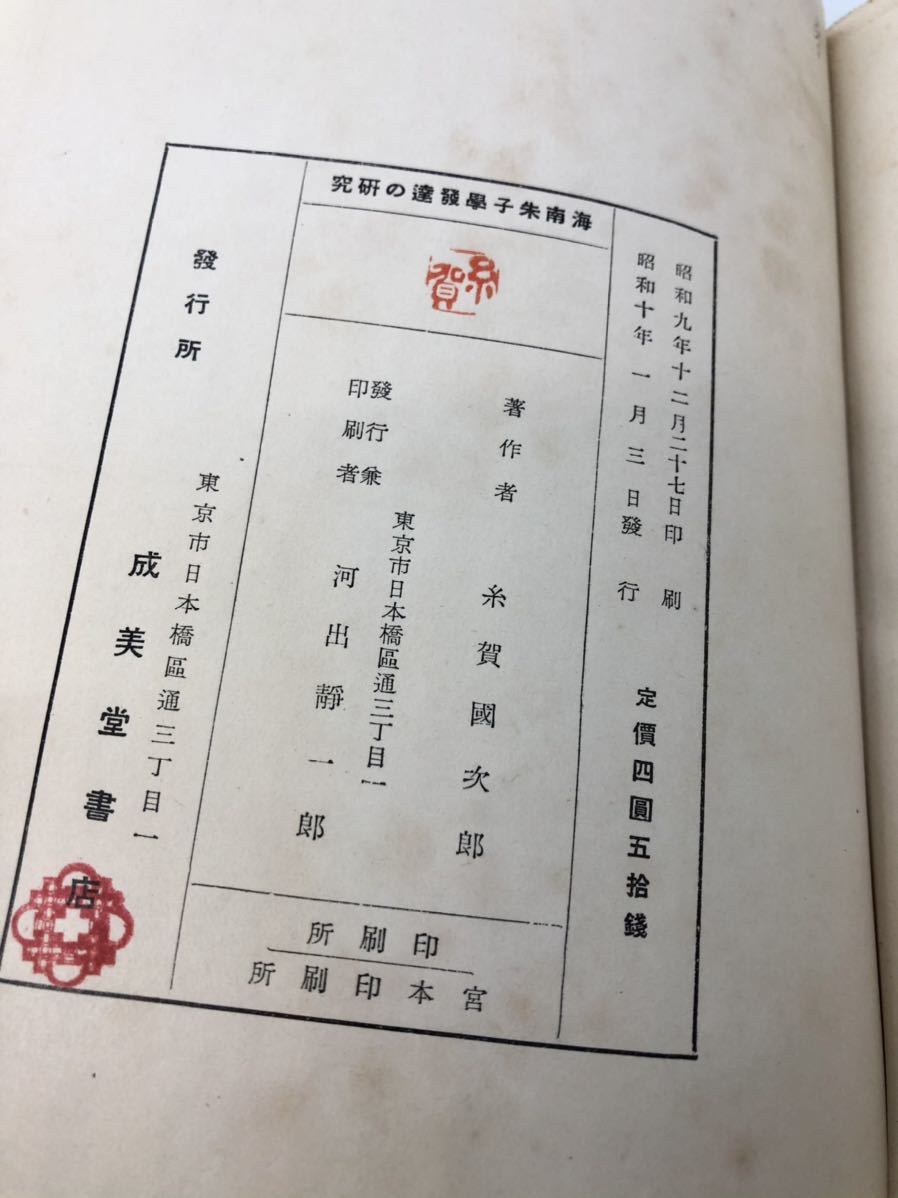 昭和九年十二月二十七日印刷
昭和十年一月三日發行
定價四圓五拾錢
海南朱子學發達の研究
糸賀
著作者 糸賀國次郎
發行兼印刷者
東京市日本橋區通三丁目一
河出靜一郎
印刷所
宮本印刷所
發行所
東京市日本橋區通三丁目一
成美堂書店